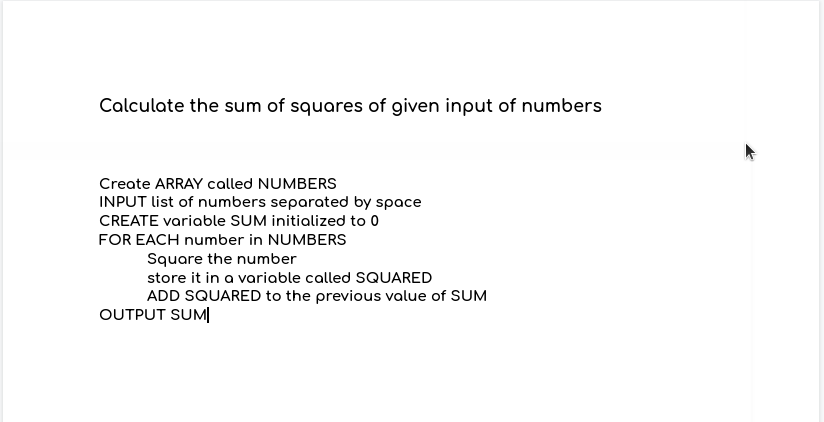 Calculate the sum of squares of given input of numbers
Create ARRAY called NUMBERS
INPUT list of numbers separated by space
CREATE variable SUM initialized to 0
FOR EACH number in NUMBERS
Square the number
store it in a variable called SQUARED
ADD SQUARED to the previous value of SUM
OUTPUT SUM